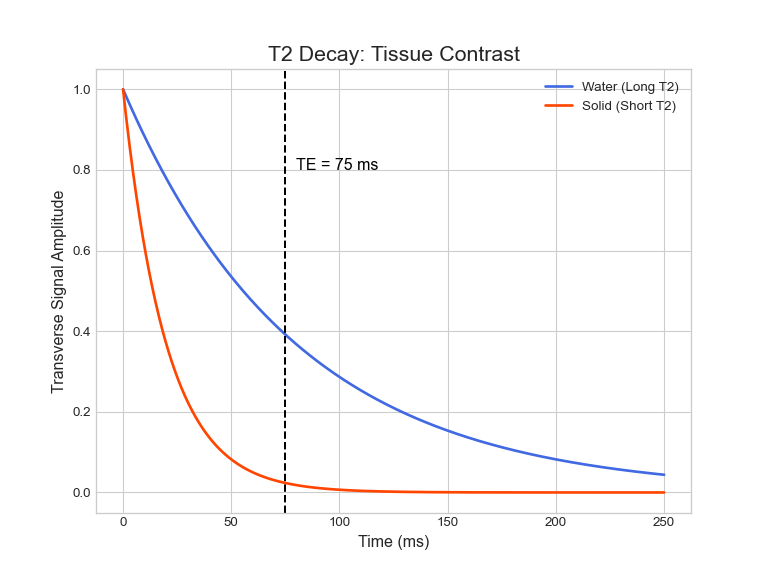 T2 Decay: Tissue Contrast
Water (Long T2)
Solid (Short T2)
TE = 75 ms
Transverse Signal Amplitude
1.0
0.8
0.6
0.4
0.2
0.0
0 50 100 150 200 250
Time (ms)